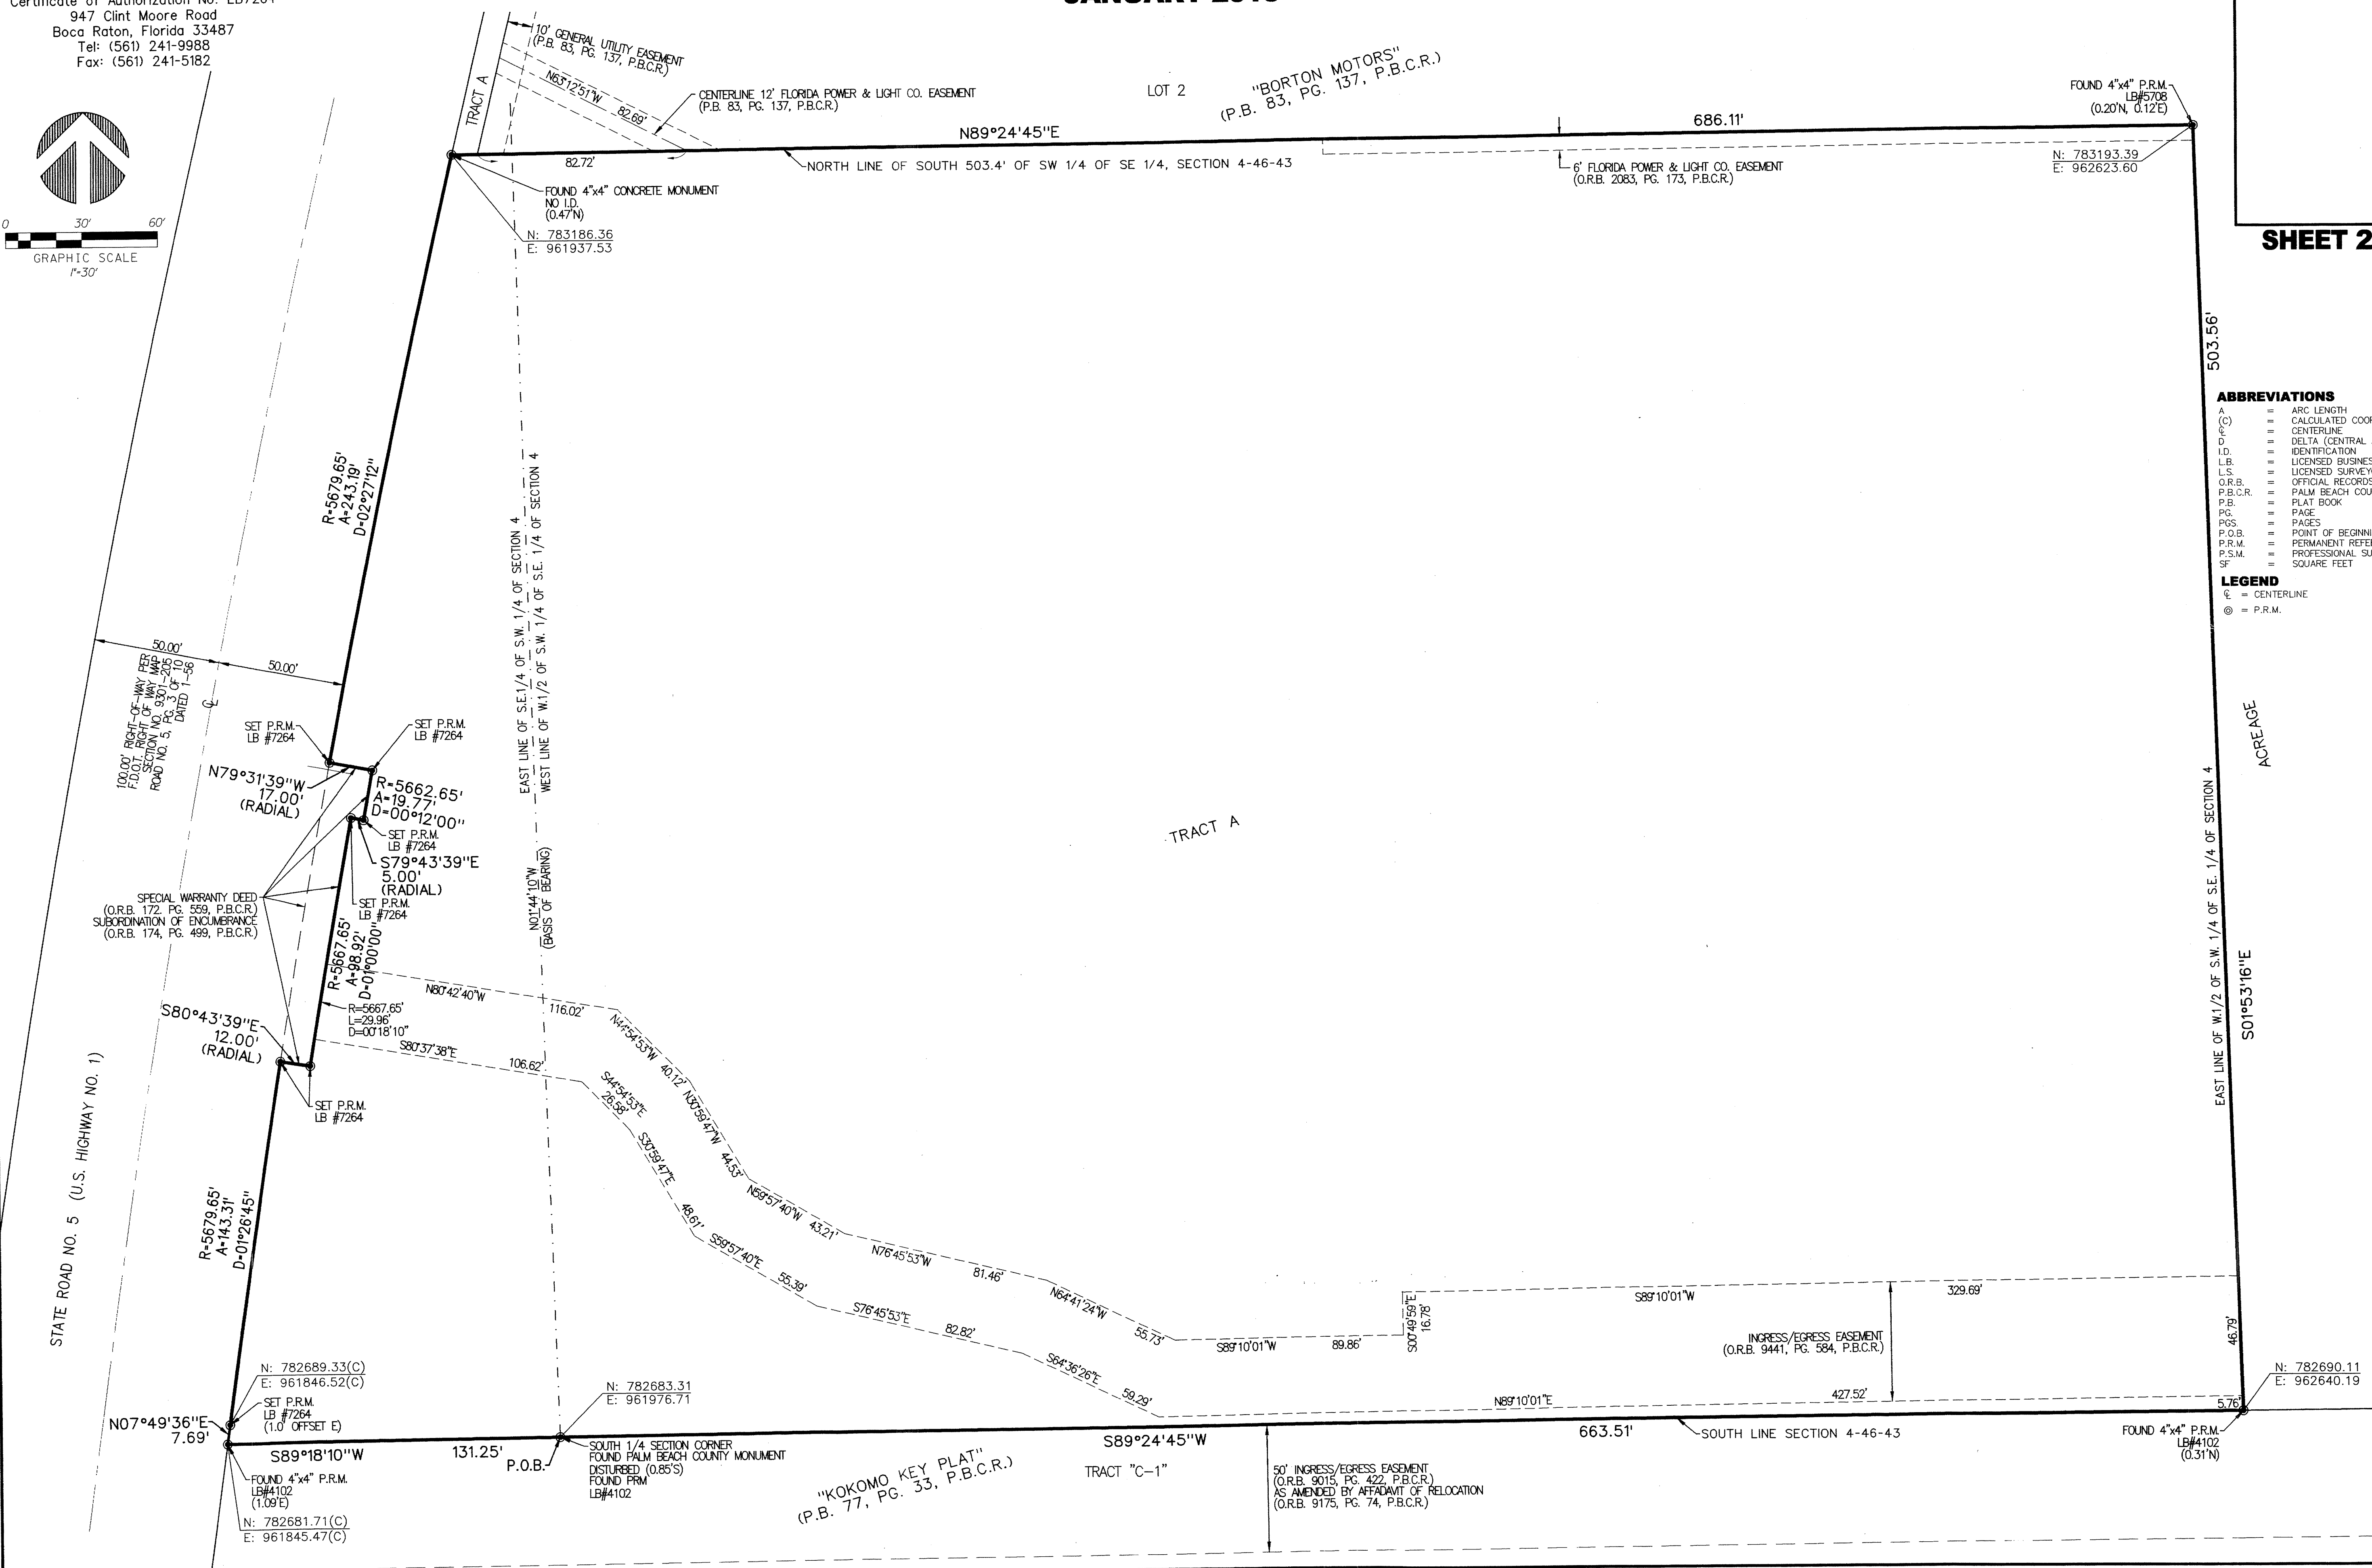 947 Clint Moore Road
Boca Raton, Florida 33487
Tel: (561) 241-9988
Fax: (561) 241-5182
0 30' 60'
GRAPHIC SCALE
1"=30'
TRACT A
10' GENERAL UTILITY EASEMENT
(P.B. 83, PG. 137, P.B.C.R.)
N63°12'51"W
82.69'
CENTERLINE 12' FLORIDA POWER & LIGHT CO. EASEMENT
(P.B. 83, PG. 137, P.B.C.R.)
LOT 2
"BORTON MOTORS"
(P.B. 83, PG. 137, P.B.C.R.)
FOUND 4"x4" P.R.M.
LB#5708
(0.20'N, 0.12'E)
N89°24'45"E
686.11'
82.72'
NORTH LINE OF SOUTH 503.4' OF SW 1/4 OF SE 1/4, SECTION 4-46-43
6' FLORIDA POWER & LIGHT CO. EASEMENT
(O.R.B. 2083, PG. 173, P.B.C.R.)
N: 783193.39
E: 962623.60
FOUND 4"x4" CONCRETE MONUMENT
NO I.D.
(0.47'N)
N: 783186.36
E: 961937.53
SHEET 2
503.56'
ABBREVIATIONS
A = ARC LENGTH
(C) = CALCULATED
℄ = CENTERLINE
D = DELTA (CENTRAL
I.D. = IDENTIFICATION
L.B. = LICENSED
L.S. = LICENSED
O.R.B. = OFFICIAL RECORDS
P.B.C.R. = PALM BEACH
P.B. = PLAT BOOK
PG. = PAGE
PGS. = PAGES
P.O.B. = POINT OF
P.R.M. = PERMANENT
P.S.M. = PROFESSIONAL
SF = SQUARE FEET
LEGEND
℄ = CENTERLINE
◎ = P.R.M.
R=5679.65'
A=243.19'
D=02°27'12"
EAST LINE OF S.E.1/4 OF S.W. 1/4 OF SECTION 4
WEST LINE OF W.1/2 OF S.W. 1/4 OF S.E. 1/4 OF SECTION 4
N01°44'10"W
(BASIS OF BEARING)
50.00'
50.00'
100.00' RIGHT-OF-WAY PER
F.D.O.T. RIGHT OF WAY MAP
SECTION NO. 9301-205
ROAD NO. 5, PG. 3 OF 10
DATED 1-56
℄
SET P.R.M.
LB #7264
SET P.R.M.
LB #7264
N79°31'39"W
17.00'
(RADIAL)
R=5662.65'
A=19.77'
D=00°12'00"
SET P.R.M.
LB #7264
S79°43'39"E
5.00'
(RADIAL)
SET P.R.M.
LB #7264
SPECIAL WARRANTY DEED
(O.R.B. 172. PG. 559, P.B.C.R.)
SUBORDINATION OF ENCUMBRANCE
(O.R.B. 174, PG. 499, P.B.C.R.)
R=5667.65'
A=98.92'
D=01°00'00"
R=5667.65'
L=29.96'
D=00°18'10"
TRACT A
ACREAGE
EAST LINE OF W.1/2 OF S.W. 1/4 OF S.E. 1/4 OF SECTION 4
S01°53'16"E
S80°43'39"E
12.00'
(RADIAL)
SET P.R.M.
LB #7264
N80°42'40"W
116.02'
N44°54'53"W
40.12'
N30°59'47"W
44.53'
N59°57'40"W 43.21'
N76°45'53"W
81.46'
N64°41'24"W
55.73'
S89°10'01"W
89.86'
S00°49'59"E
16.78'
S89°10'01"W
329.69'
S80°37'38"E
106.62'
S44°54'53"E
26.58'
S30°59'47"E
48.61'
S59°57'40"E
55.39'
S76°45'53"E
82.82'
S64°36'26"E
59.29'
N89°10'01"E
427.52'
INGRESS/EGRESS EASEMENT
(O.R.B. 9441, PG. 584, P.B.C.R.)
46.79'
5.76'
N: 782690.11
E: 962640.19
STATE ROAD NO. 5 (U.S. HIGHWAY NO. 1)
R=5679.65'
A=143.31'
D=01°26'45"
N: 782689.33(C)
E: 961846.52(C)
SET P.R.M.
LB #7264
(1.0' OFFSET E)
N07°49'36"E
7.69'
S89°18'10"W
131.25'
P.O.B.
N: 782683.31
E: 961976.71
SOUTH 1/4 SECTION CORNER
FOUND PALM BEACH COUNTY MONUMENT
DISTURBED (0.85'S)
FOUND PRM
LB#4102
S89°24'45"W
663.51'
SOUTH LINE SECTION 4-46-43
FOUND 4"x4" P.R.M.
LB#4102
(0.31'N)
FOUND 4"x4" P.R.M.
LB#4102
(1.09'E)
N: 782681.71(C)
E: 961845.47(C)
"KOKOMO KEY PLAT"
(P.B. 77, PG. 33, P.B.C.R.)
TRACT "C-1"
50' INGRESS/EGRESS EASEMENT
(O.R.B. 9015, PG. 422, P.B.C.R.)
AS AMENDED BY AFFADAVIT OF RELOCATION
(O.R.B. 9175, PG. 74, P.B.C.R.)